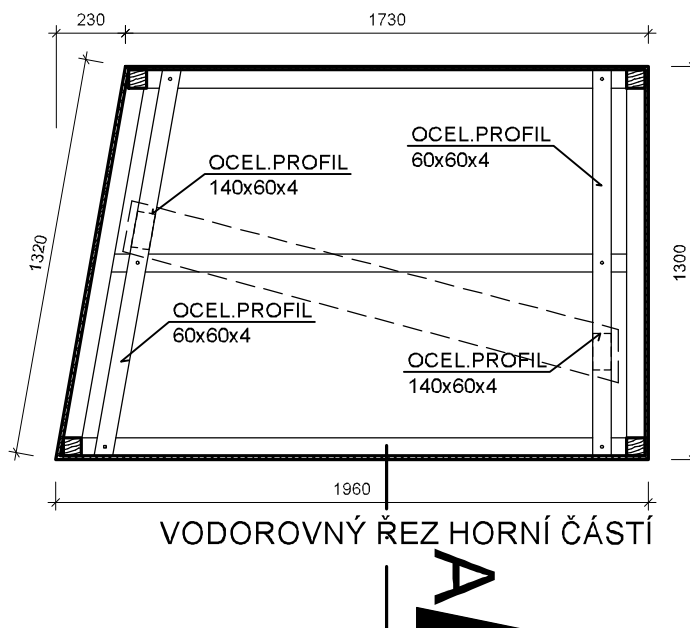 230
1730
OCEL.PROFIL
60x60x4
OCEL.PROFIL
140x60x4
1320
1300
OCEL.PROFIL
60x60x4
OCEL.PROFIL
140x60x4
1960
VODOROVNÝ ŘEZ HORNÍ ČÁSTÍ
A